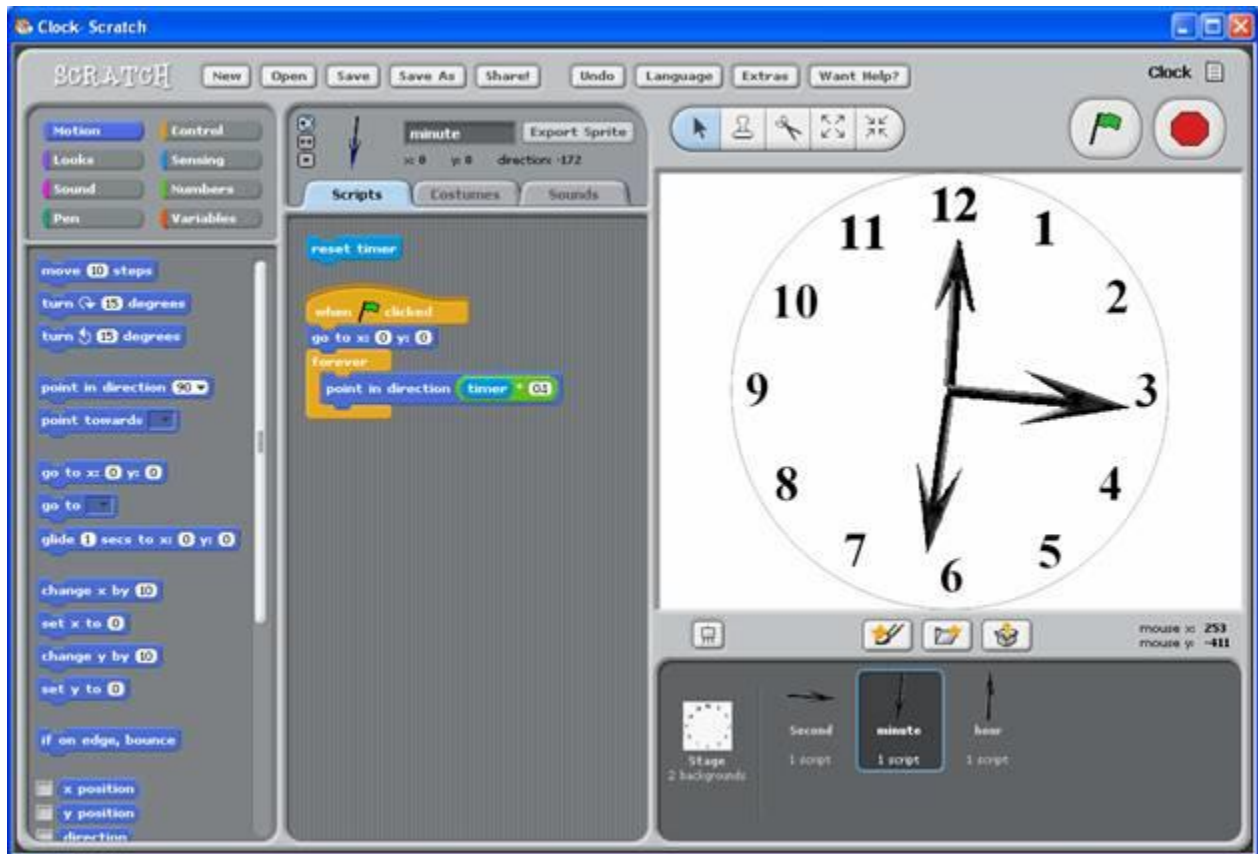 Clock- Scratch
SCRATCH New Open Save Save As Share! Undo Language Extras Want Help? Clock
Motion Control
Looks Sensing
Sound Numbers
Pen Variables
minute Export Sprite
x: 0 y: 0 direction: -172
Scripts Costumes Sounds
move 10 steps
turn 15 degrees
turn 15 degrees
point in direction 90
point towards
go to x: 0 y: 0
go to
glide 1 secs to x: 0 y: 0
change x by 10
set x to 0
change y by 10
set y to 0
if on edge, bounce
x position
y position
direction
reset timer
when clicked
go to x: 0 y: 0
forever
point in direction timer * 0.1
12
11 1
10 2
9 3
8 4
7 5
6
mouse x: 253
mouse y: -411
Stage
2 backgrounds
Second
1 script
minute
1 script
hour
1 script